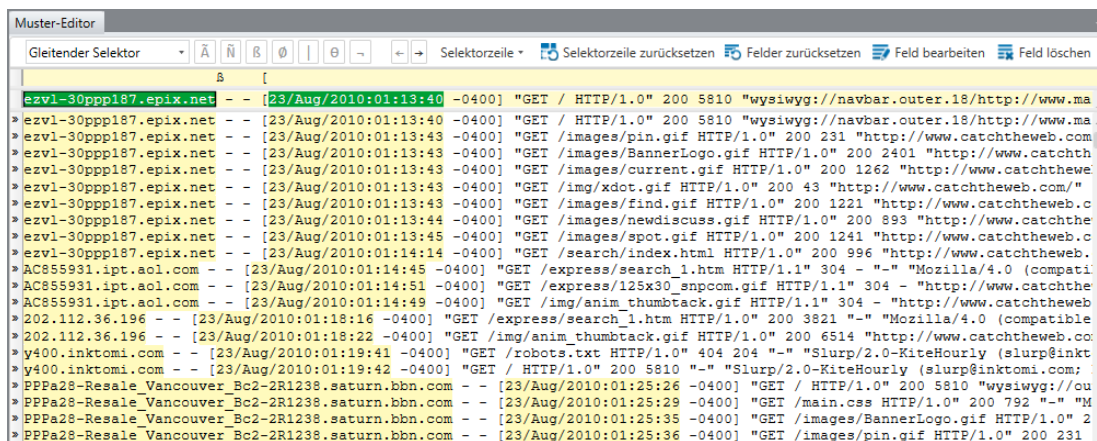 Muster-Editor
Gleitender Selektor Ã Ñ ß Ø | θ ¬ ← → Selektorzeile Selektorzeile zurücksetzen Felder zurücksetzen Feld bearbeiten Feld löschen
ß [
ezvl-30ppp187.epix.net - - [23/Aug/2010:01:13:40 -0400] "GET / HTTP/1.0" 200 5810 "wysiwyg://navbar.outer.18/http://www.ma
» ezvl-30ppp187.epix.net - - [23/Aug/2010:01:13:40 -0400] "GET / HTTP/1.0" 200 5810 "wysiwyg://navbar.outer.18/http://www.ma
» ezvl-30ppp187.epix.net - - [23/Aug/2010:01:13:43 -0400] "GET /images/pin.gif HTTP/1.0" 200 231 "http://www.catchtheweb.com
» ezvl-30ppp187.epix.net - - [23/Aug/2010:01:13:43 -0400] "GET /images/BannerLogo.gif HTTP/1.0" 200 2401 "http://www.catchth
» ezvl-30ppp187.epix.net - - [23/Aug/2010:01:13:43 -0400] "GET /images/current.gif HTTP/1.0" 200 1262 "http://www.catchthewe
» ezvl-30ppp187.epix.net - - [23/Aug/2010:01:13:43 -0400] "GET /img/xdot.gif HTTP/1.0" 200 43 "http://www.catchtheweb.com/"
» ezvl-30ppp187.epix.net - - [23/Aug/2010:01:13:43 -0400] "GET /images/find.gif HTTP/1.0" 200 1221 "http://www.catchtheweb.c
» ezvl-30ppp187.epix.net - - [23/Aug/2010:01:13:44 -0400] "GET /images/newdiscuss.gif HTTP/1.0" 200 893 "http://www.catchthe
» ezvl-30ppp187.epix.net - - [23/Aug/2010:01:13:45 -0400] "GET /images/spot.gif HTTP/1.0" 200 1241 "http://www.catchtheweb.c
» ezvl-30ppp187.epix.net - - [23/Aug/2010:01:14:14 -0400] "GET /search/index.html HTTP/1.0" 200 996 "http://www.catchtheweb.
» AC855931.ipt.aol.com - - [23/Aug/2010:01:14:45 -0400] "GET /express/search_1.htm HTTP/1.1" 304 - "-" "Mozilla/4.0 (compati
» AC855931.ipt.aol.com - - [23/Aug/2010:01:14:51 -0400] "GET /express/125x30_snpcom.gif HTTP/1.1" 304 - "http://www.catchthe
» AC855931.ipt.aol.com - - [23/Aug/2010:01:14:49 -0400] "GET /img/anim_thumbtack.gif HTTP/1.1" 304 - "http://www.catchtheweb
» 202.112.36.196 - - [23/Aug/2010:01:18:16 -0400] "GET /express/search_1.htm HTTP/1.0" 200 3821 "-" "Mozilla/4.0 (compatible
» 202.112.36.196 - - [23/Aug/2010:01:18:22 -0400] "GET /img/anim_thumbtack.gif HTTP/1.0" 200 6514 "http://www.catchtheweb.co
» y400.inktomi.com - - [23/Aug/2010:01:19:41 -0400] "GET /robots.txt HTTP/1.0" 404 204 "-" "Slurp/2.0-KiteHourly (slurp@inkt
» y400.inktomi.com - - [23/Aug/2010:01:19:42 -0400] "GET / HTTP/1.0" 200 5810 "-" "Slurp/2.0-KiteHourly (slurp@inktomi.com;
» PPPa28-Resale_Vancouver_Bc2-2R1238.saturn.bbn.com - - [23/Aug/2010:01:25:26 -0400] "GET / HTTP/1.0" 200 5810 "wysiwyg://ou
» PPPa28-Resale_Vancouver_Bc2-2R1238.saturn.bbn.com - - [23/Aug/2010:01:25:29 -0400] "GET /main.css HTTP/1.0" 200 792 "-" "M
» PPPa28-Resale_Vancouver_Bc2-2R1238.saturn.bbn.com - - [23/Aug/2010:01:25:35 -0400] "GET /images/BannerLogo.gif HTTP/1.0" 2
» PPPa28-Resale_Vancouver_Bc2-2R1238.saturn.bbn.com - - [23/Aug/2010:01:25:36 -0400] "GET /images/pin.gif HTTP/1.0" 200 231